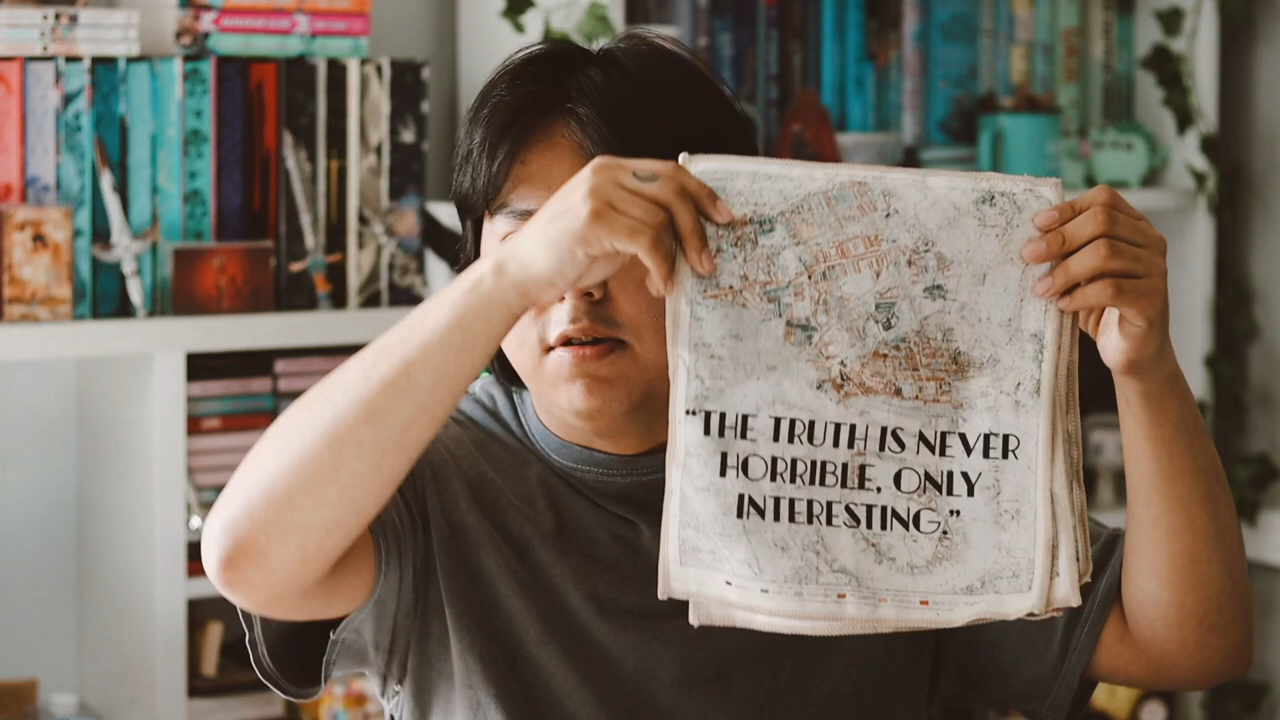 “THE TRUTH IS NEVER
HORRIBLE, ONLY
INTERESTING.”